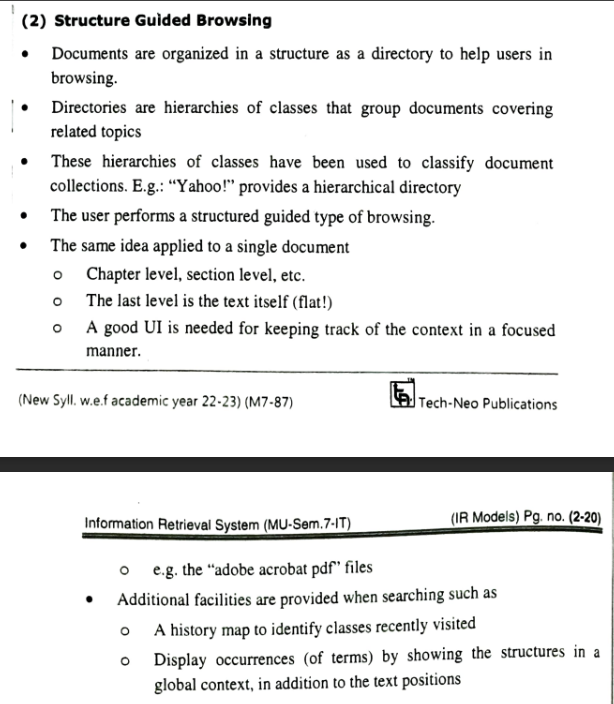 (2) Structure Guided Browsing
• Documents are organized in a structure as a directory to help users in
browsing.
• Directories are hierarchies of classes that group documents covering
related topics
• These hierarchies of classes have been used to classify document
collections. E.g.: “Yahoo!” provides a hierarchical directory
• The user performs a structured guided type of browsing.
• The same idea applied to a single document
o Chapter level, section level, etc.
o The last level is the text itself (flat!)
o A good UI is needed for keeping track of the context in a focused
manner.
(New Syll. w.e.f academic year 22-23) (M7-87)
Tech-Neo Publications
Information Retrieval System (MU-Sem.7-IT)
(IR Models) Pg. no. (2-20)
o e.g. the “adobe acrobat pdf” files
• Additional facilities are provided when searching such as
o A history map to identify classes recently visited
o Display occurrences (of terms) by showing the structures in a
global context, in addition to the text positions